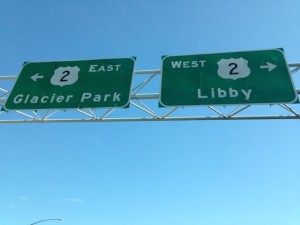 2 EAST
Glacier Park
WEST 2
Libby